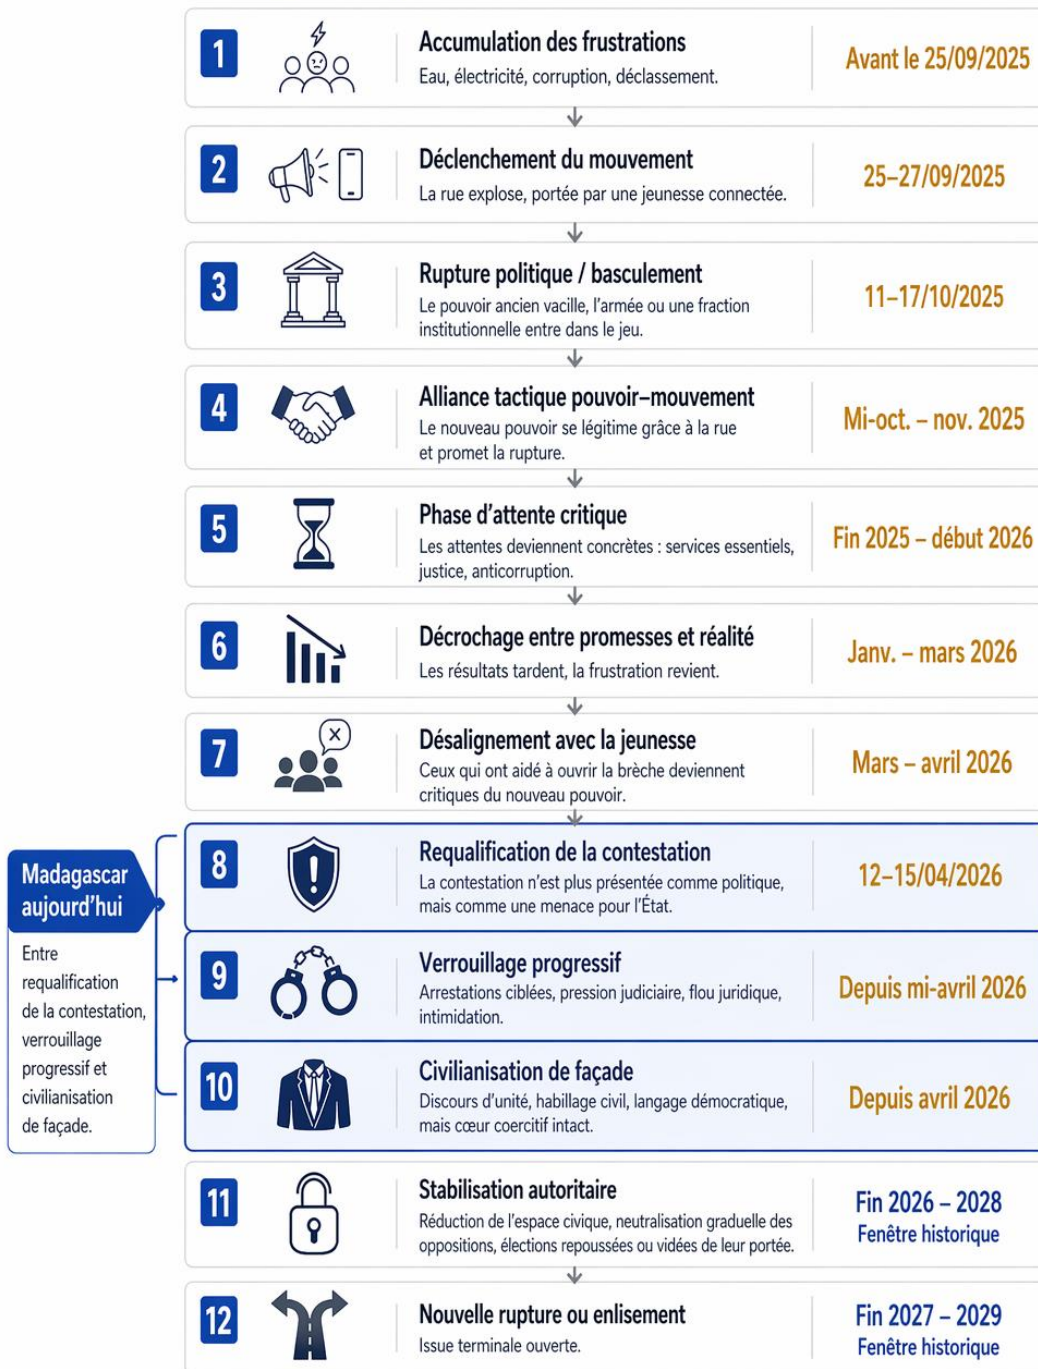 1
Accumulation des frustrations
Eau, électricité, corruption, déclassement.
Avant le 25/09/2025
2
Déclenchement du mouvement
La rue explose, portée par une jeunesse connectée.
25–27/09/2025
3
Rupture politique / basculement
Le pouvoir ancien vacille, l’armée ou une fraction
institutionnelle entre dans le jeu.
11–17/10/2025
4
Alliance tactique pouvoir–mouvement
Le nouveau pouvoir se légitime grâce à la rue
et promet la rupture.
Mi-oct. – nov. 2025
5
Phase d’attente critique
Les attentes deviennent concrètes : services essentiels,
justice, anticorruption.
Fin 2025 – début 2026
6
Décrochage entre promesses et réalité
Les résultats tardent, la frustration revient.
Janv. – mars 2026
7
Désalignement avec la jeunesse
Ceux qui ont aidé à ouvrir la brèche deviennent
critiques du nouveau pouvoir.
Mars – avril 2026
Madagascar
aujourd’hui
Entre
requalification
de la contestation,
verrouillage
progressif et
civilianisation
de façade.
8
Requalification de la contestation
La contestation n’est plus présentée comme politique,
mais comme une menace pour l’État.
12–15/04/2026
9
Verrouillage progressif
Arrestations ciblées, pression judiciaire, flou juridique,
intimidation.
Depuis mi-avril 2026
10
Civilianisation de façade
Discours d’unité, habillage civil, langage démocratique,
mais cœur coercitif intact.
Depuis avril 2026
11
Stabilisation autoritaire
Réduction de l’espace civique, neutralisation graduelle des
oppositions, élections repoussées ou vidées de leur portée.
Fin 2026 – 2028
Fenêtre historique
12
Nouvelle rupture ou enlisement
Issue terminale ouverte.
Fin 2027 – 2029
Fenêtre historique